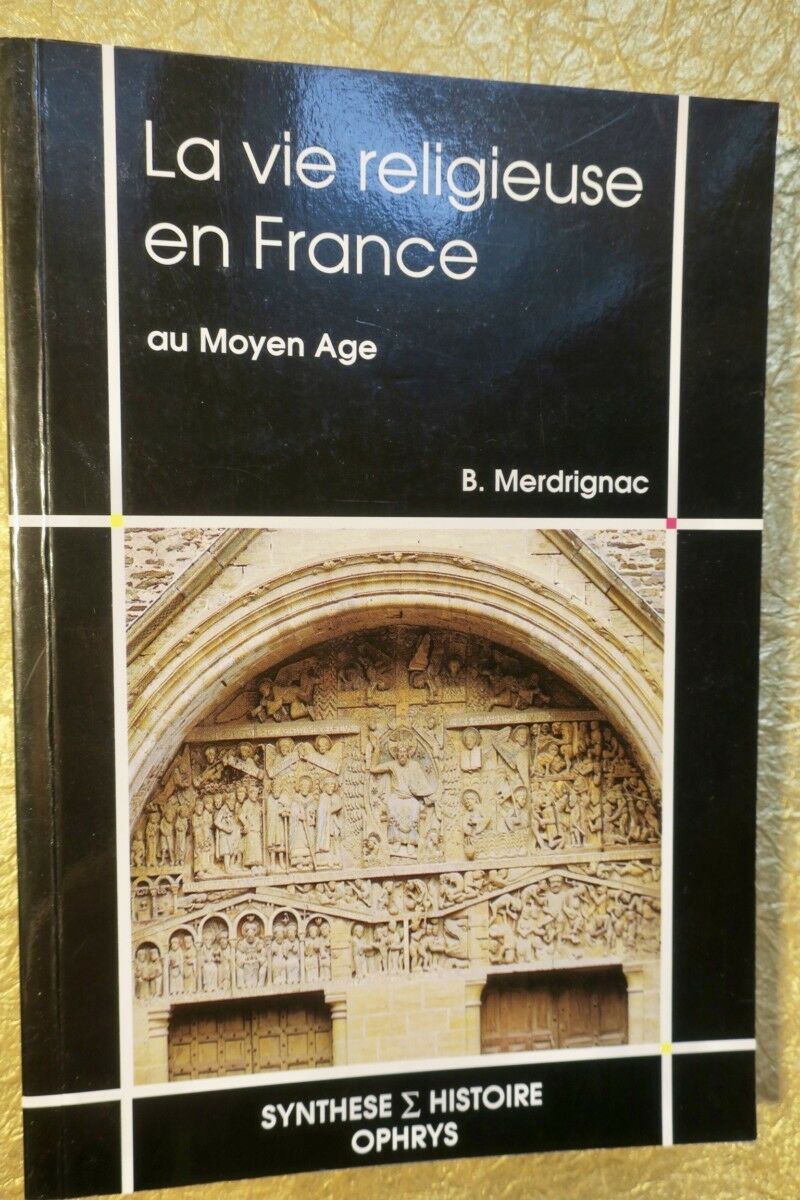 La vie religieuse
en France
au Moyen Age
B. Merdrignac
SYNTHESE Σ HISTOIRE
OPHRYS